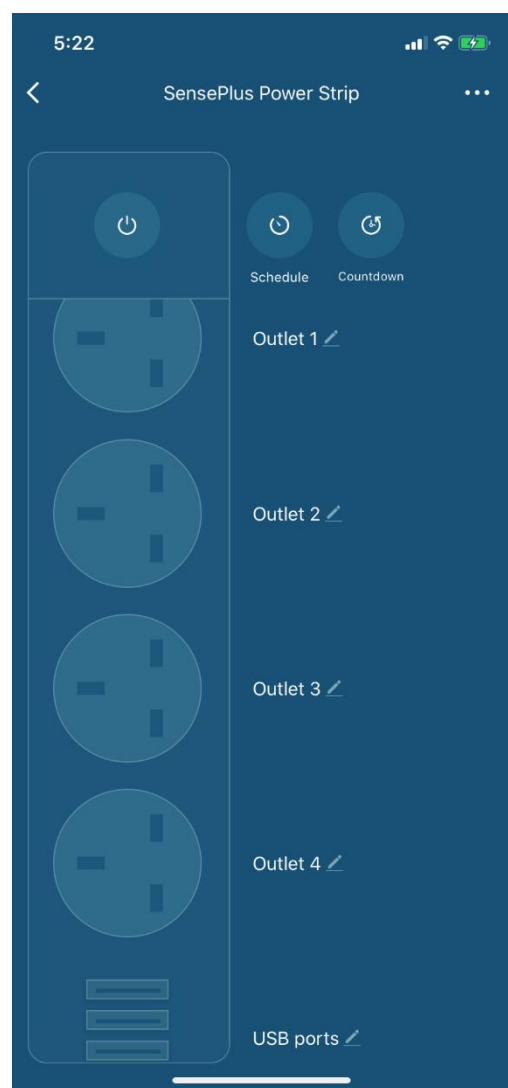 5:22
SensePlus Power Strip
Schedule Countdown
Outlet 1
Outlet 2
Outlet 3
Outlet 4
USB ports